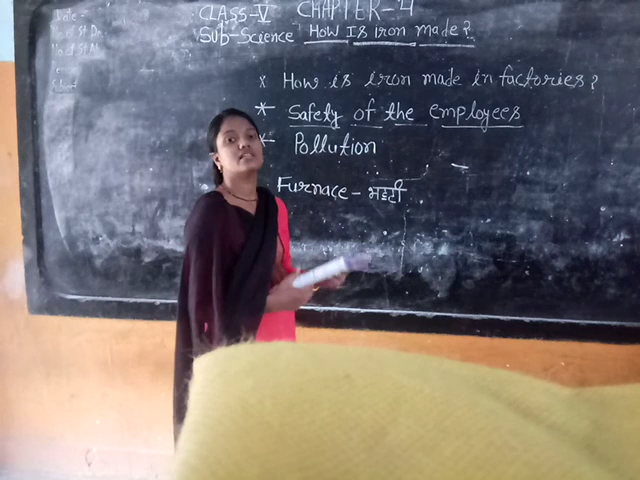 Date -
CLASS-V CHAPTER-4
Sub-Science HOW IS iron made?
x How is iron made in factories?
* Safety of the employees
* Pollution
Furnace - भट्टी